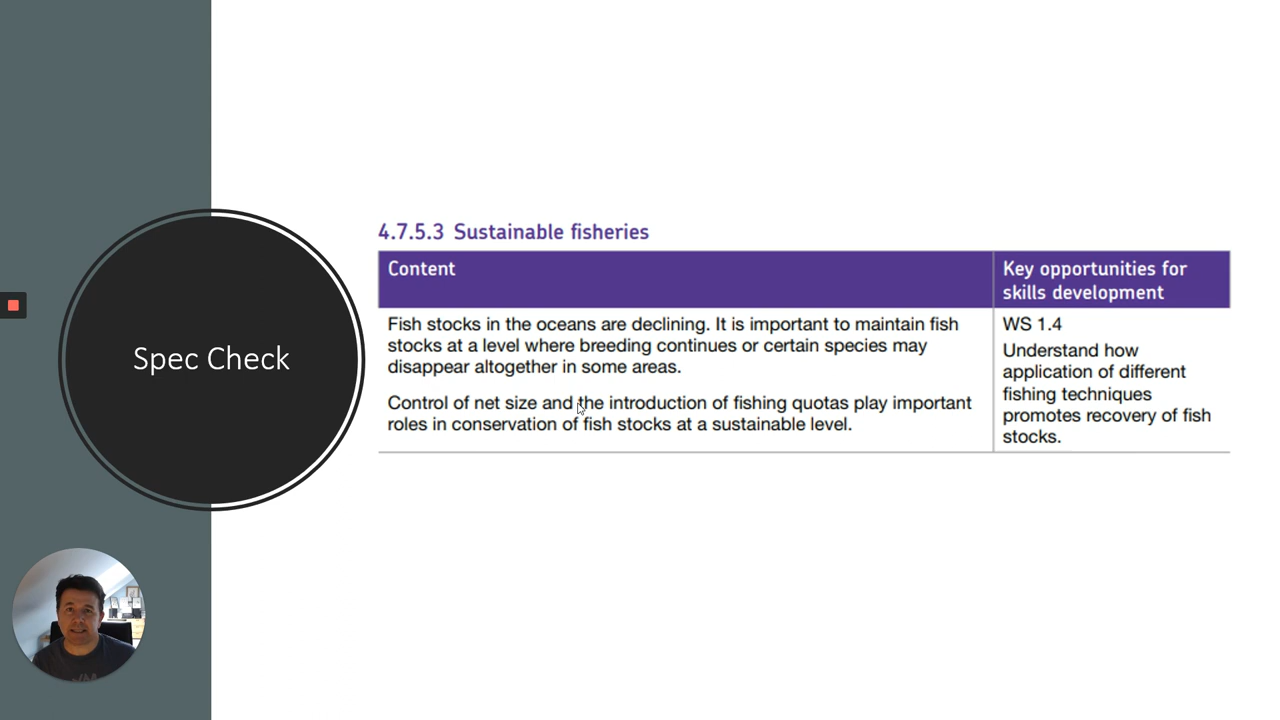 Spec Check
4.7.5.3 Sustainable fisheries
Content
Key opportunities for
skills development
Fish stocks in the oceans are declining. It is important to maintain fish
stocks at a level where breeding continues or certain species may
disappear altogether in some areas.
Control of net size and the introduction of fishing quotas play important
roles in conservation of fish stocks at a sustainable level.
WS 1.4
Understand how
application of different
fishing techniques
promotes recovery of fish
stocks.